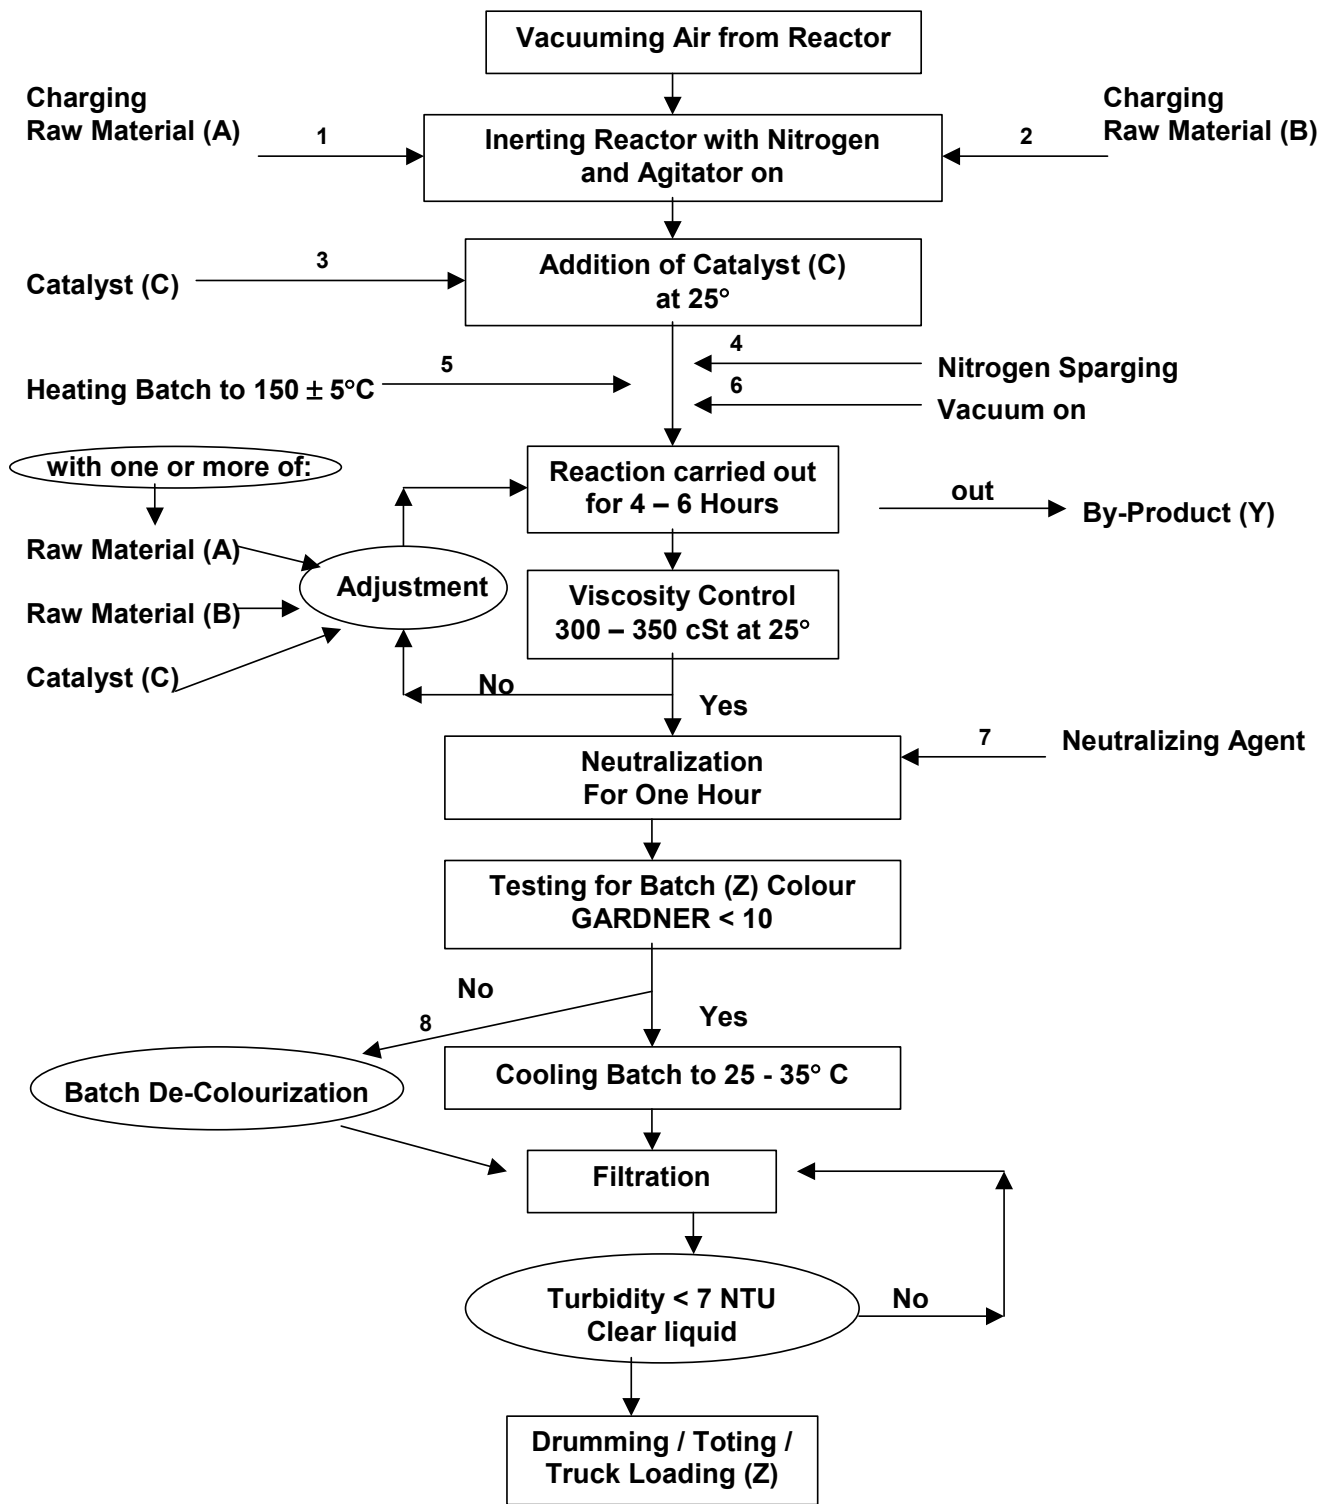 Vacuuming Air from Reactor
Charging
Raw Material (A)
1
Charging
Raw Material (B)
2
Inerting Reactor with Nitrogen
and Agitator on
Catalyst (C)
3
Addition of Catalyst (C)
at 25°
4
Nitrogen Sparging
Heating Batch to 150 ± 5°C
5
6
Vacuum on
with one or more of:
Reaction carried out
for 4 – 6 Hours
out
By-Product (Y)
Raw Material (A)
Adjustment
Raw Material (B)
Catalyst (C)
Viscosity Control
300 – 350 cSt at 25°
No
Yes
Neutralization
For One Hour
7
Neutralizing Agent
Testing for Batch (Z) Colour
GARDNER < 10
No
8
Yes
Batch De-Colourization
Cooling Batch to 25 - 35° C
Filtration
Turbidity < 7 NTU
Clear liquid
No
Drumming / Toting /
Truck Loading (Z)